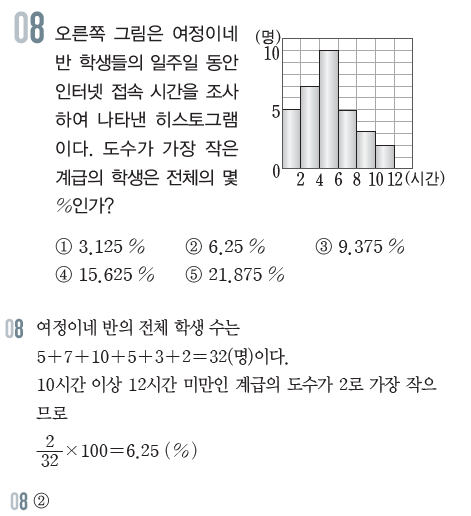 08 오른쪽 그림은 여정이네
반 학생들의 일주일 동안
인터넷 접속 시간을 조사
하여 나타낸 히스토그램
이다. 도수가 가장 작은
계급의 학생은 전체의 몇
%인가?
(명)
10
5
0
2 4 6 8 10 12(시간)
① 3.125 % ② 6.25 % ③ 9.375 %
④ 15.625 % ⑤ 21.875 %
08 여정이네 반의 전체 학생 수는
5+7+10+5+3+2=32(명)이다.
10시간 이상 12시간 미만인 계급의 도수가 2로 가장 작으
므로
2/32×100=6.25 (%)
08 ②